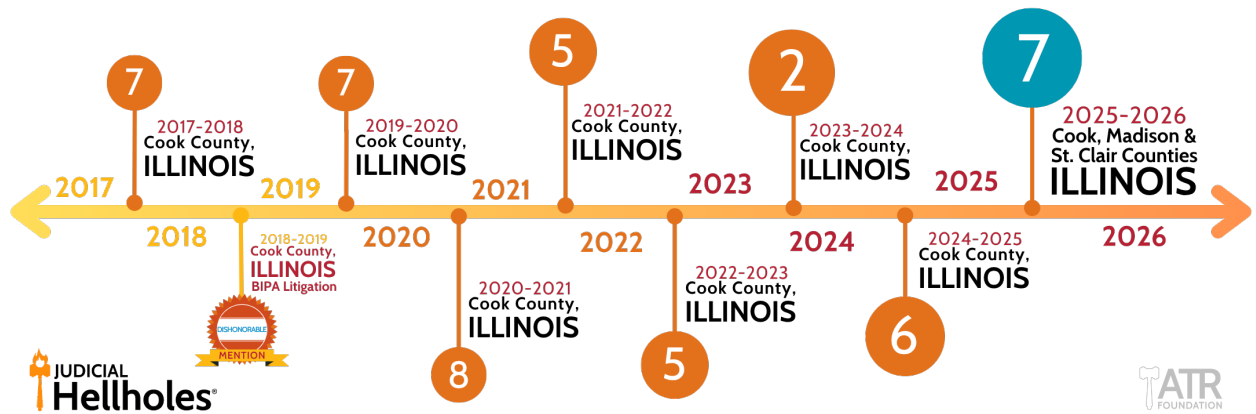 7
2017-2018
Cook County,
ILLINOIS
7
2019-2020
Cook County,
ILLINOIS
5
2021-2022
Cook County,
ILLINOIS
2
2023-2024
Cook County,
ILLINOIS
7
2025-2026
Cook, Madison &
St. Clair Counties
ILLINOIS
2017
2019
2021
2023
2025
2018
2020
2022
2024
2026
2018-2019
Cook County,
ILLINOIS
BIPA Litigation
DISHONORABLE
MENTION
2020-2021
Cook County,
ILLINOIS
8
2022-2023
Cook County,
ILLINOIS
5
2024-2025
Cook County,
ILLINOIS
6
JUDICIAL
Hellholes®
ATR
FOUNDATION